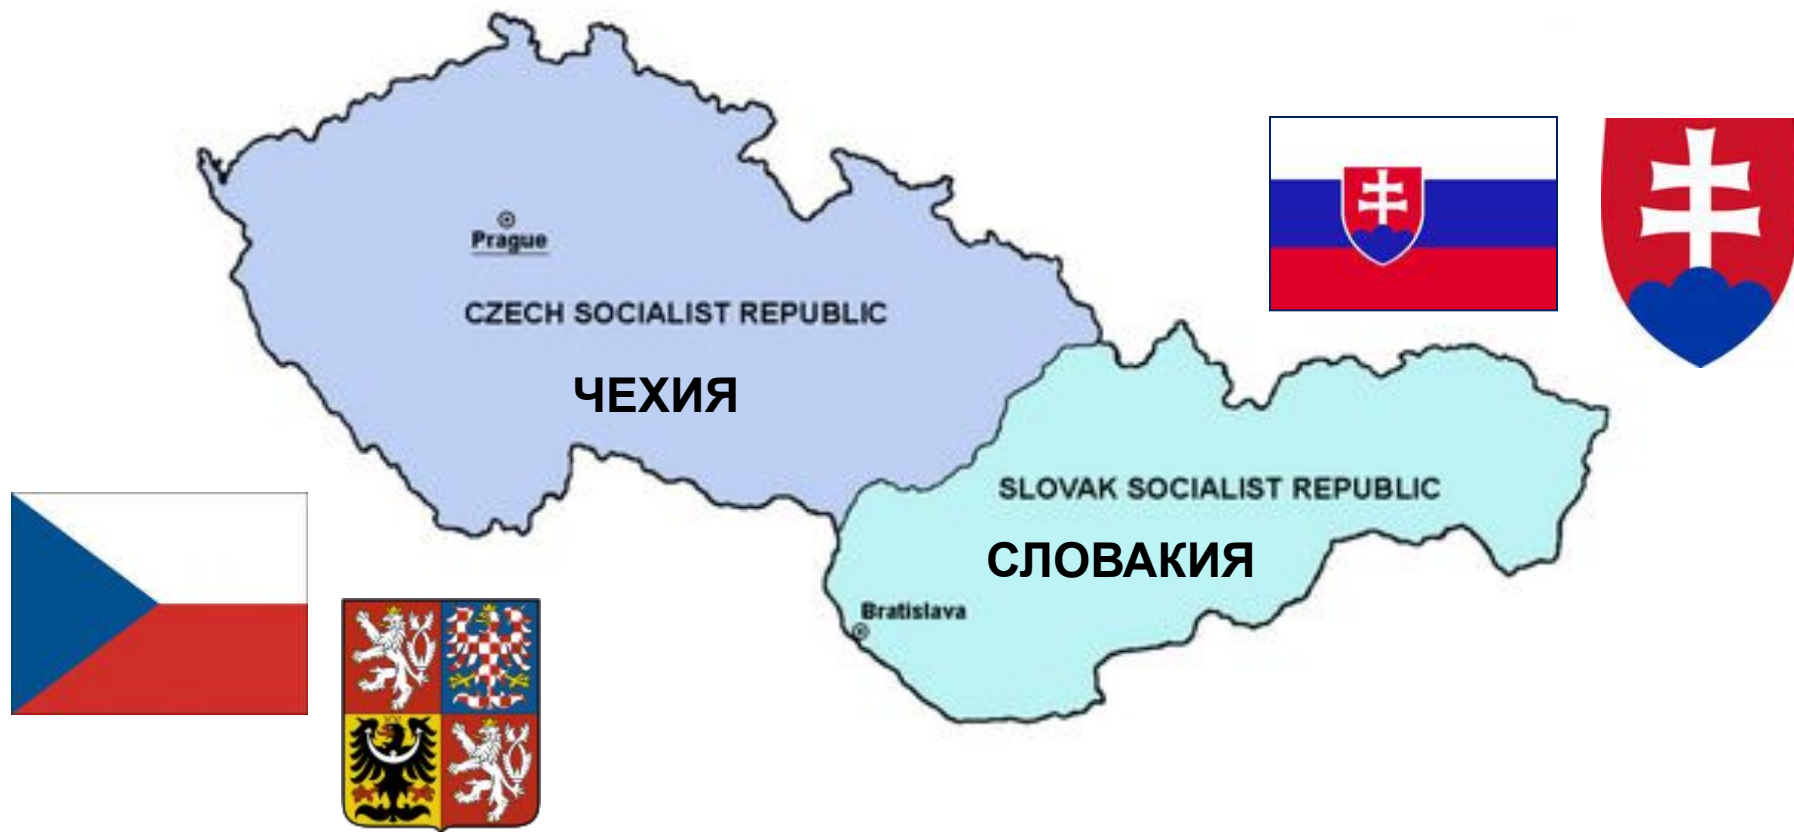 Prague
CZECH SOCIALIST REPUBLIC
ЧЕХИЯ
SLOVAK SOCIALIST REPUBLIC
СЛОВАКИЯ
Bratislava